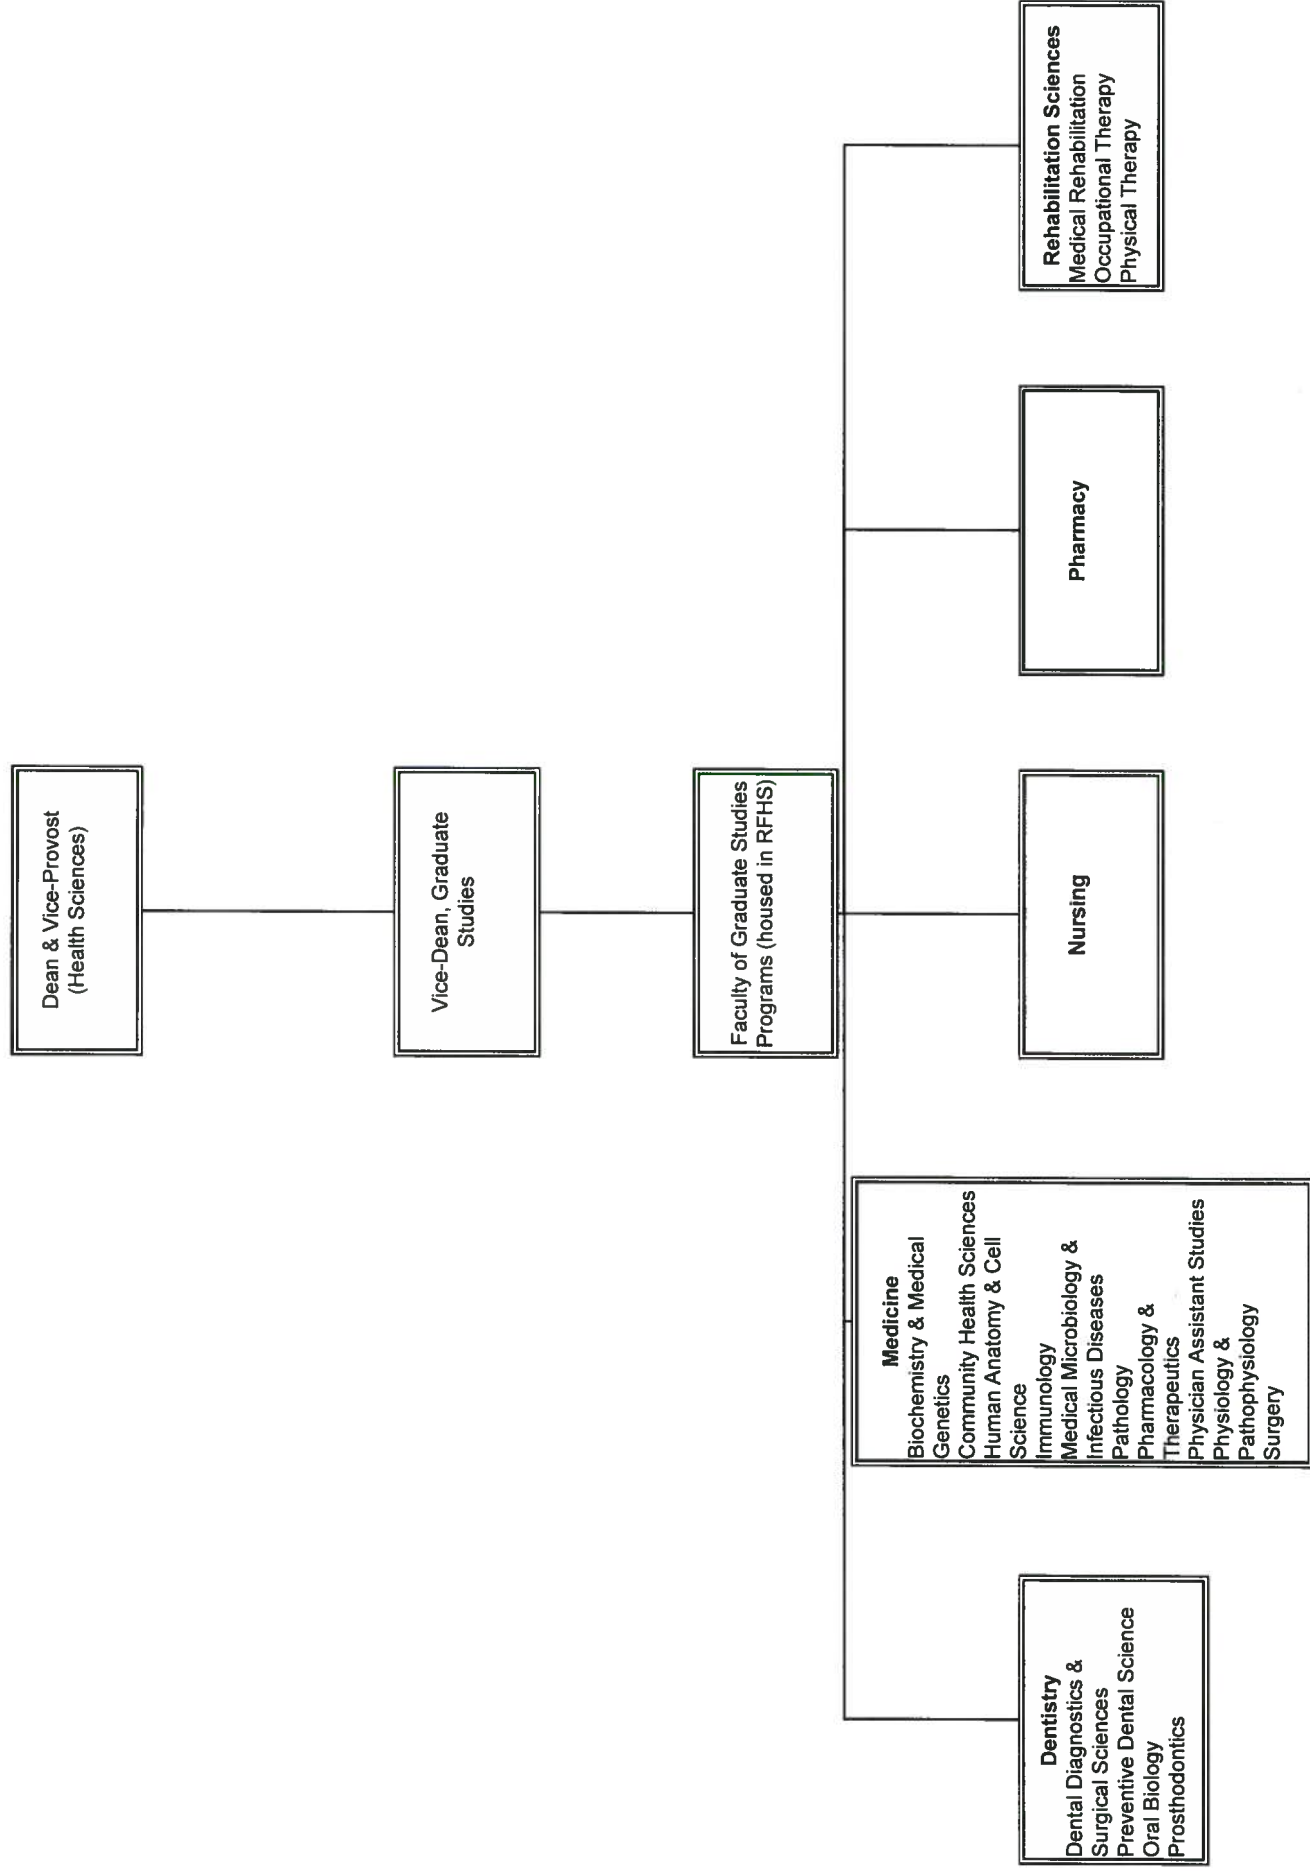 Dean & Vice-Provost
(Health Sciences)
Vice-Dean, Graduate
Studies
Faculty of Graduate Studies
Programs (housed in RFHS)
Dentistry
Dental Diagnostics &
Surgical Sciences
Preventive Dental Science
Oral Biology
Prosthodontics
Medicine
Biochemistry & Medical
Genetics
Community Health Sciences
Human Anatomy & Cell
Science
Immunology
Medical Microbiology &
Infectious Diseases
Pathology
Pharmacology &
Therapeutics
Physician Assistant Studies
Physiology &
Pathophysiology
Surgery
Nursing
Pharmacy
Rehabilitation Sciences
Medical Rehabilitation
Occupational Therapy
Physical Therapy